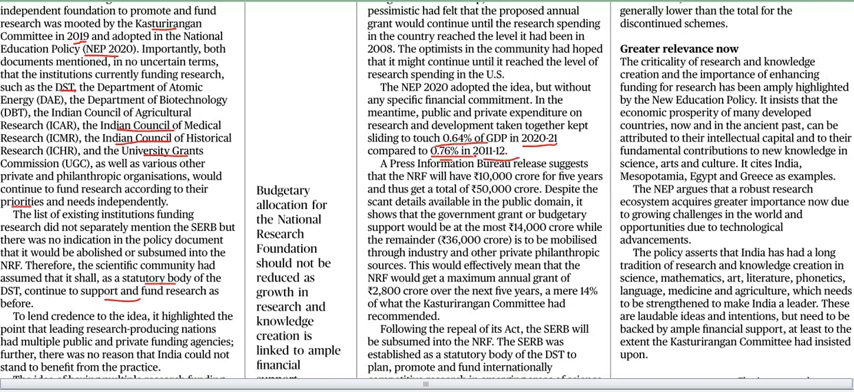 independent foundation to promote and fund
research was mooted by the Kasturirangan
Committee in 2019 and adopted in the National
Education Policy (NEP 2020). Importantly, both
documents mentioned, in no uncertain terms,
that the institutions currently funding research,
such as the DST, the Department of Atomic
Energy (DAE), the Department of Biotechnology
(DBT), the Indian Council of Agricultural
Research (ICAR), the Indian Council of Medical
Research (ICMR), the Indian Council of Historical
Research (ICHR), and the University Grants
Commission (UGC), as well as various other
private and philanthropic organisations, would
continue to fund research according to their
priorities and needs independently.
The list of existing institutions funding
research did not separately mention the SERB but
there was no indication in the policy document
that it would be abolished or subsumed into the
NRF. Therefore, the scientific community had
assumed that it shall, as a statutory body of the
DST, continue to support and fund research as
before.
To lend credence to the idea, it highlighted the
point that leading research-producing nations
had multiple public and private funding agencies;
further, there was no reason that India could not
stand to benefit from the practice.
Budgetary
allocation for
the National
Research
Foundation
should not be
reduced as
growth in
research and
knowledge
creation is
linked to ample
financial
pessimistic had felt that the proposed annual
grant would continue until the research spending
in the country reached the level it had been in
2008. The optimists in the community had hoped
that it might continue until it reached the level of
research spending in the U.S.
The NEP 2020 adopted the idea, but without
any specific financial commitment. In the
meantime, public and private expenditure on
research and development taken together kept
sliding to touch 0.64% of GDP in 2020-21
compared to 0.76% in 2011-12.
A Press Information Bureau release suggests
that the NRF will have ₹10,000 crore for five years
and thus get a total of ₹50,000 crore. Despite the
scant details available in the public domain, it
shows that the government grant or budgetary
support would be at the most ₹14,000 crore while
the remainder (₹36,000 crore) is to be mobilised
through industry and other private philanthropic
sources. This would effectively mean that the
NRF would get a maximum annual grant of
₹2,800 crore over the next five years, a mere 14%
of what the Kasturirangan Committee had
recommended.
Following the repeal of its Act, the SERB will
be subsumed into the NRF. The SERB was
established as a statutory body of the DST to
plan, promote and fund internationally
generally lower than the total for the
discontinued schemes.
Greater relevance now
The criticality of research and knowledge
creation and the importance of enhancing
funding for research has been amply highlighted
by the New Education Policy. It insists that the
economic prosperity of many developed
countries, now and in the ancient past, can be
attributed to their intellectual capital and to their
fundamental contributions to new knowledge in
science, arts and culture. It cites India,
Mesopotamia, Egypt and Greece as examples.
The NEP argues that a robust research
ecosystem acquires greater importance now due
to growing challenges in the world and
opportunities due to technological
advancements.
The policy asserts that India has had a long
tradition of research and knowledge creation in
science, mathematics, art, literature, phonetics,
language, medicine and agriculture, which needs
to be strengthened to make India a leader. These
are laudable ideas and intentions, but need to be
backed by ample financial support, at least to the
extent the Kasturirangan Committee had insisted
upon.